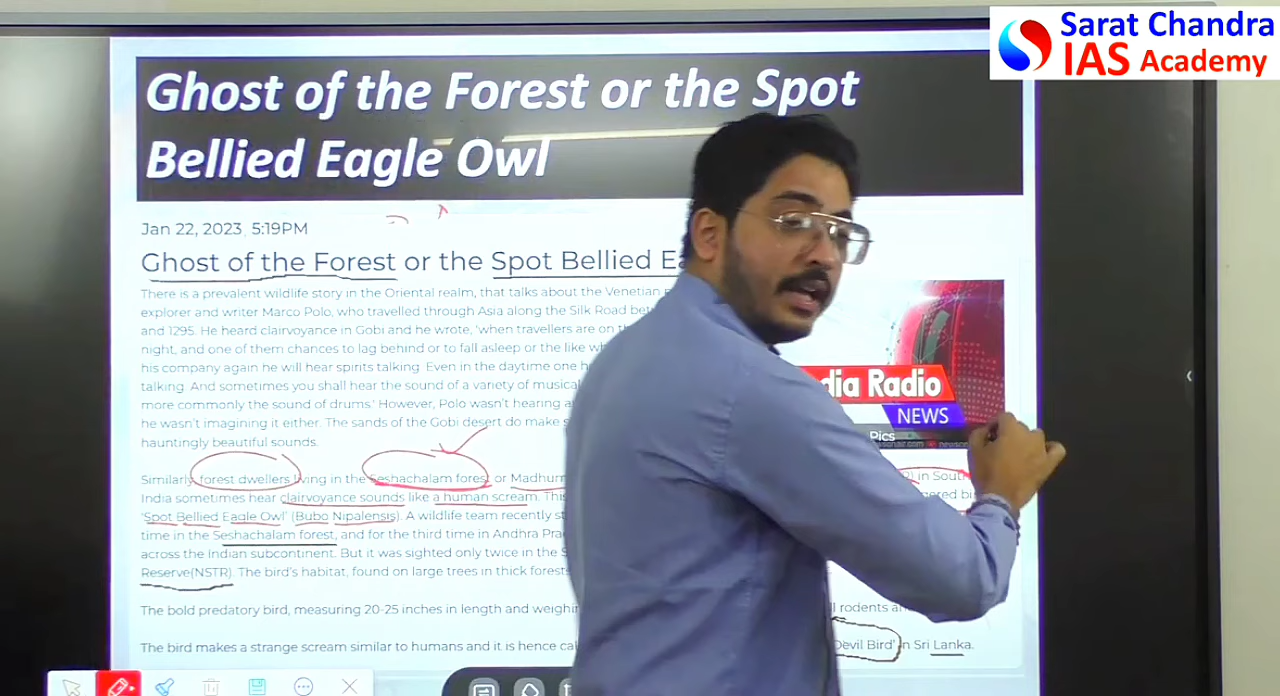 Sarat Chandra
IAS Academy
Ghost of the Forest or the Spot
Bellied Eagle Owl
Jan 22, 2023, 5:19PM
Ghost of the Forest or the Spot Bellied
There is a prevalent wildlife story in the Oriental realm, that talks about the Venetian
explorer and writer Marco Polo, who travelled through Asia along the Silk Road
and 1295. He heard clairvoyance in Gobi and he wrote, 'when travellers are on
night, and one of them chances to lag behind or to fall asleep or the like
his company again he will hear spirits talking. Even in the daytime one
talking. And sometimes you shall hear the sound of a variety of musical
more commonly the sound of drums.' However, Polo wasn't hearing
he wasn't imagining it either. The sands of the Gobi desert do make
hauntingly beautiful sounds.
dia Radio
NEWS
Pics
Similarly forest dwellers living in the Seshachalam forest or in South
India sometimes hear clairvoyance sounds like a human scream. This
'Spot Bellied Eagle Owl' (Bubo Nipalensis). A wildlife team recently
time in the Seshachalam forest, and for the third time in Andhra
across the Indian subcontinent. But it was sighted only twice in the
Reserve(NSTR). The bird's habitat, found on large trees in thick
The bold predatory bird, measuring 20-25 inches in length and rodents
The bird makes a strange scream similar to humans and it is hence Devil Bird' in Sri Lanka.